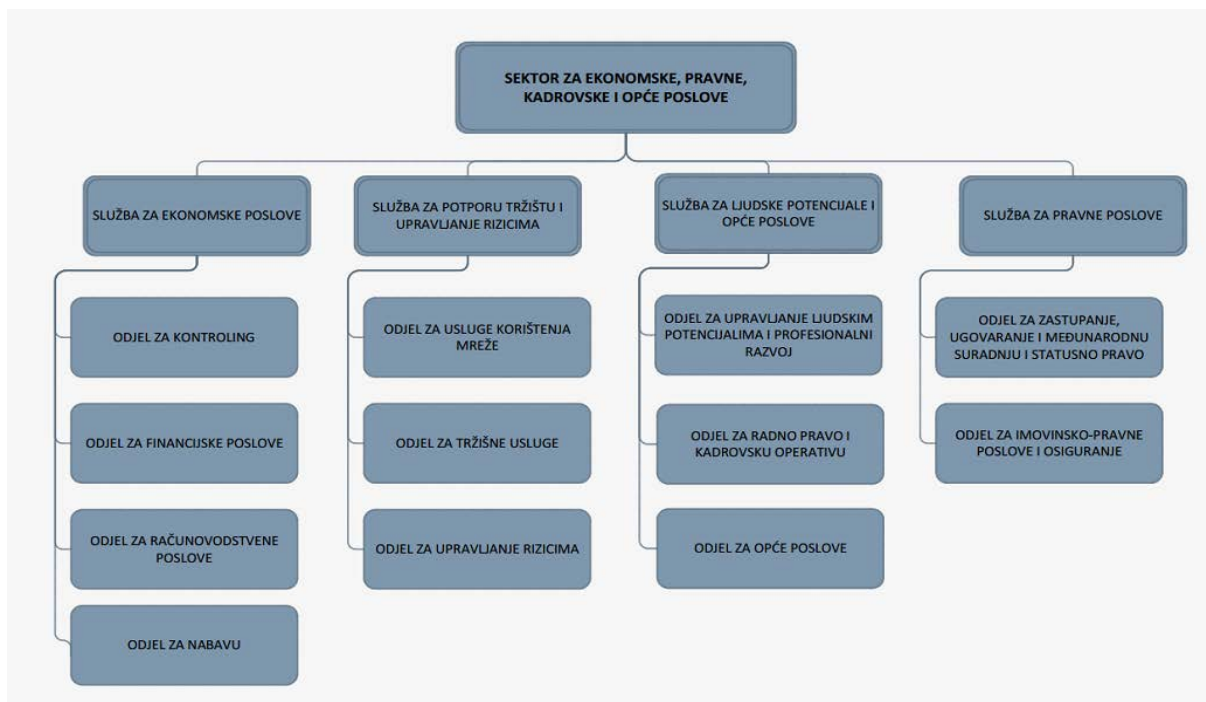 SEKTOR ZA EKONOMSKE, PRAVNE,
KADROVSKE I OPĆE POSLOVE
SLUŽBA ZA EKONOMSKE POSLOVE
SLUŽBA ZA POTPORU TRŽIŠTU I
UPRAVLJANJE RIZICIMA
SLUŽBA ZA LJUDSKE POTENCIJALE I
OPĆE POSLOVE
SLUŽBA ZA PRAVNE POSLOVE
ODJEL ZA KONTROLING
ODJEL ZA FINANCIJSKE POSLOVE
ODJEL ZA RAČUNOVODSTVENE
POSLOVE
ODJEL ZA NABAVU
ODJEL ZA USLUGE KORIŠTENJA
MREŽE
ODJEL ZA TRŽIŠNE USLUGE
ODJEL ZA UPRAVLJANJE RIZICIMA
ODJEL ZA UPRAVLJANJE LJUDSKIM
POTENCIJALIMA I PROFESIONALNI
RAZVOJ
ODJEL ZA RADNO PRAVO I
KADROVSKU OPERATIVU
ODJEL ZA OPĆE POSLOVE
ODJEL ZA ZASTUPANJE,
UGOVARANJE I MEĐUNARODNU
SURADNJU I STATUSNO PRAVO
ODJEL ZA IMOVINSKO-PRAVNE
POSLOVE I OSIGURANJE